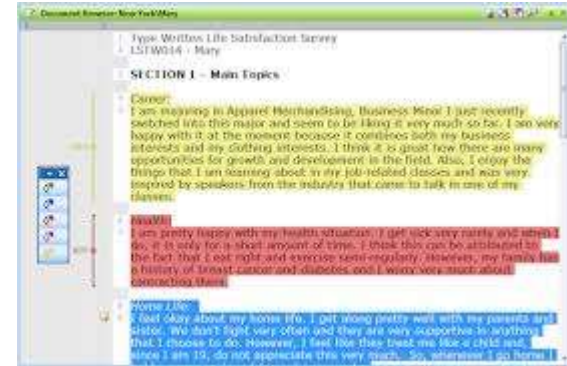 Document Browser: New York\Mary
Type Written Life Satisfaction Survey
LSTW014 - Mary
SECTION 1 - Main Topics
Career:
I am majoring in Apparel Merchandising, Business Minor I just recently
switched into this major and seem to be liking it very much so far. I am very
happy with it at the moment because it combines both my business
interests and my clothing interests. I think it is great how there are many
opportunities for growth and development in the field. Also, I enjoy the
things that I am learning about in my job-related classes and was very
inspired by speakers from the industry that came to talk in one of my
classes.
Health:
I am pretty happy with my health situation. I get sick very rarely and when I
do, it is only for a short amount of time. I think this can be attributed to
the fact that I eat right and exercise semi-regularly. However, my family has
a history of breast cancer and diabetes and I worry very much about
contracting them.
Home Life:
I feel okay about my home life. I get along pretty well with my parents and
sister. We don't fight very often and they are very supportive in anything
that I choose to do. However, I feel like they treat me like a child and,
since I am 19, do not appreciate this very much. So, whenever I go home I